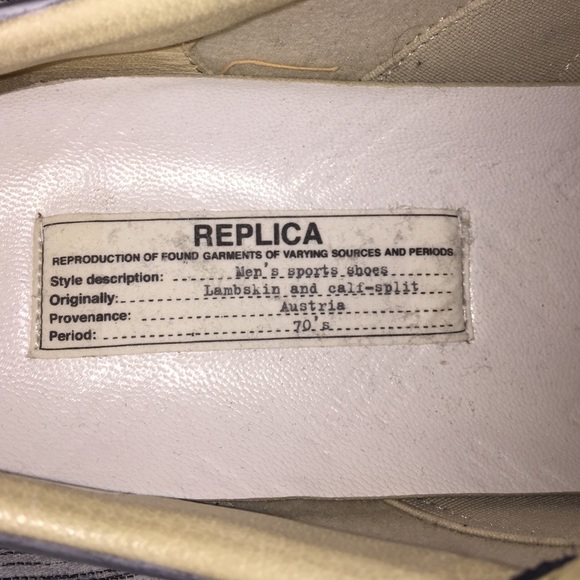 REPLICA
REPRODUCTION OF FOUND GARMENTS OF VARYING SOURCES AND PERIODS
Style description: Men's sports shoes
Originally: Lambskin and calf-split
Provenance: Austria
Period: 70's